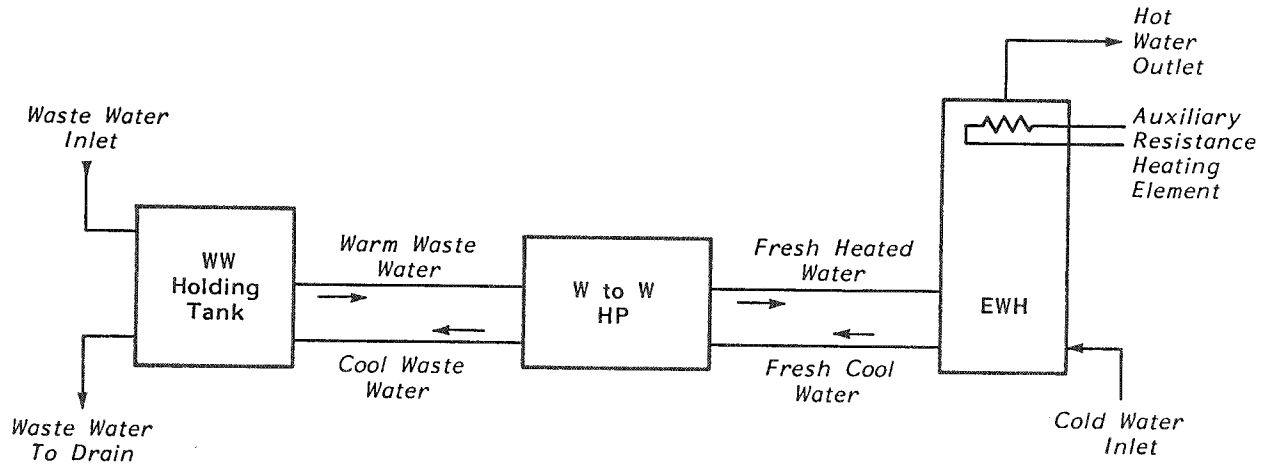 Hot
Water
Outlet
Waste Water
Inlet
Auxiliary
Resistance
Heating
Element
WW
Holding
Tank
Warm Waste
Water
W to W
HP
Fresh Heated
Water
EWH
Cool Waste
Water
Fresh Cool
Water
Waste Water
To Drain
Cold Water
Inlet